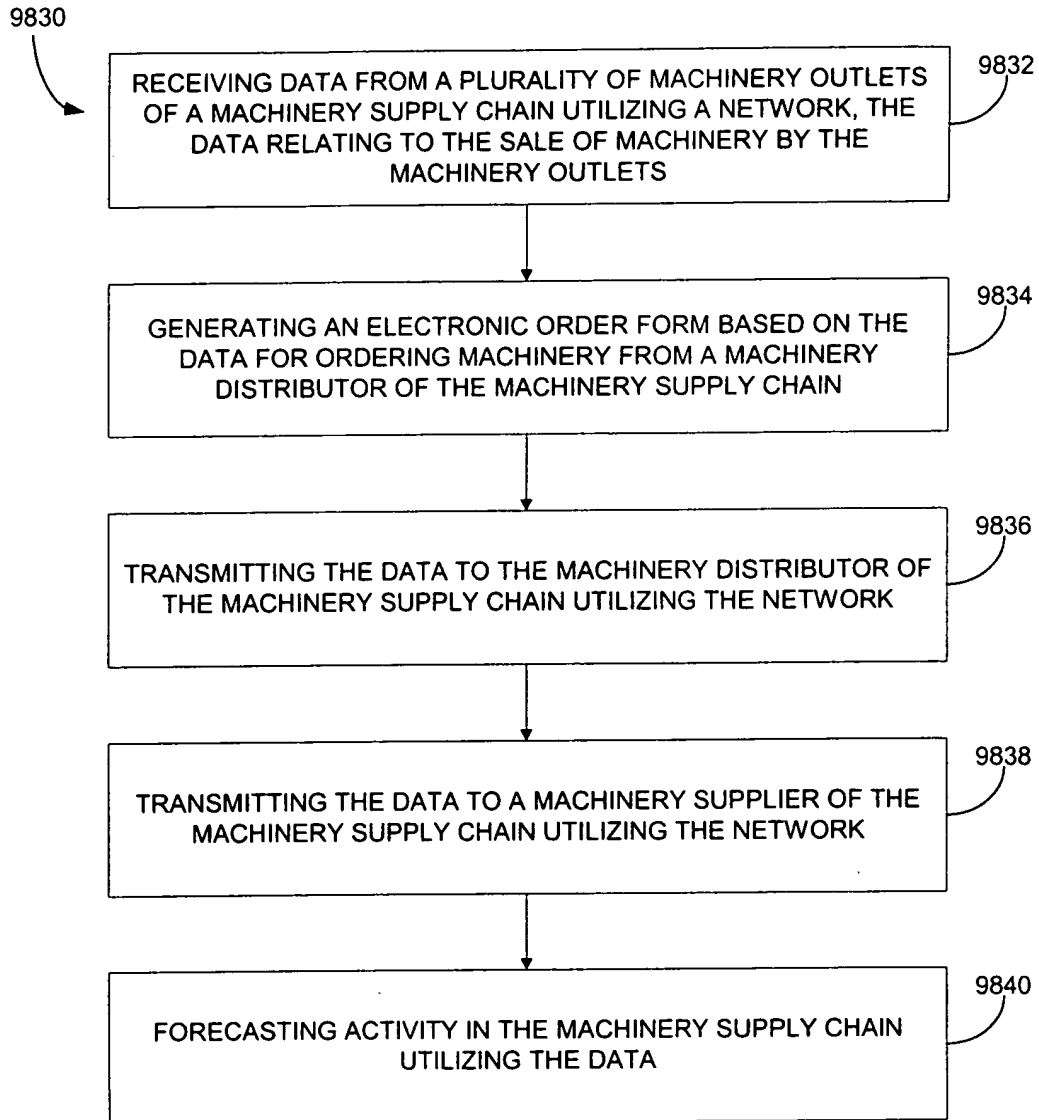 9830
RECEIVING DATA FROM A PLURALITY OF MACHINERY OUTLETS
OF A MACHINERY SUPPLY CHAIN UTILIZING A NETWORK, THE
DATA RELATING TO THE SALE OF MACHINERY BY THE
MACHINERY OUTLETS
9832
GENERATING AN ELECTRONIC ORDER FORM BASED ON THE
DATA FOR ORDERING MACHINERY FROM A MACHINERY
DISTRIBUTOR OF THE MACHINERY SUPPLY CHAIN
9834
TRANSMITTING THE DATA TO THE MACHINERY DISTRIBUTOR OF
THE MACHINERY SUPPLY CHAIN UTILIZING THE NETWORK
9836
TRANSMITTING THE DATA TO A MACHINERY SUPPLIER OF THE
MACHINERY SUPPLY CHAIN UTILIZING THE NETWORK
9838
FORECASTING ACTIVITY IN THE MACHINERY SUPPLY CHAIN
UTILIZING THE DATA
9840